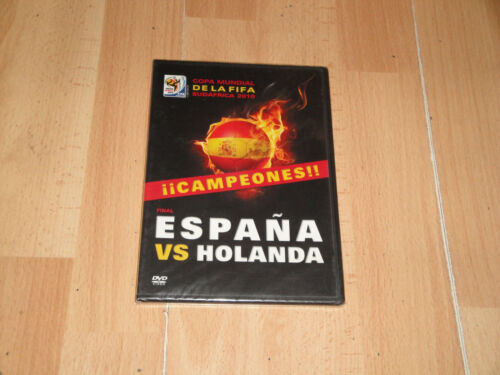 COPA MUNDIAL
DE LA FIFA
SUDÁFRICA 2010
¡¡CAMPEONES!!
FINAL
ESPAÑA
VS HOLANDA
DVD